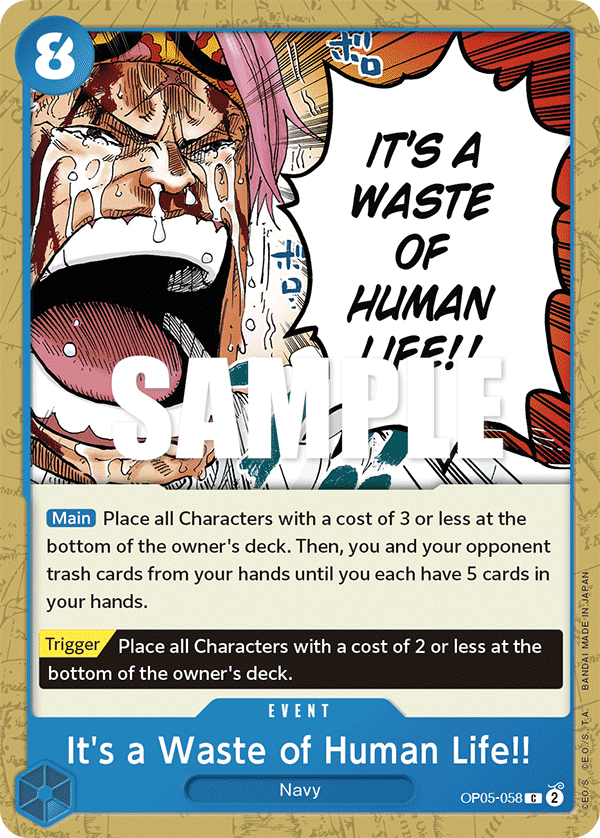 8
ボロ
IT'S A
WASTE
OF
HUMAN
LIFE!!
SAMPLE
Main Place all Characters with a cost of 3 or less at the
bottom of the owner's deck. Then, you and your opponent
trash cards from your hands until you each have 5 cards in
your hands.
Trigger Place all Characters with a cost of 2 or less at the
bottom of the owner's deck.
EVENT
It's a Waste of Human Life!!
Navy
OP05-058 C 2
©E.O/S. ©E.O./S.,T.A. BANDAI MADE IN JAPAN